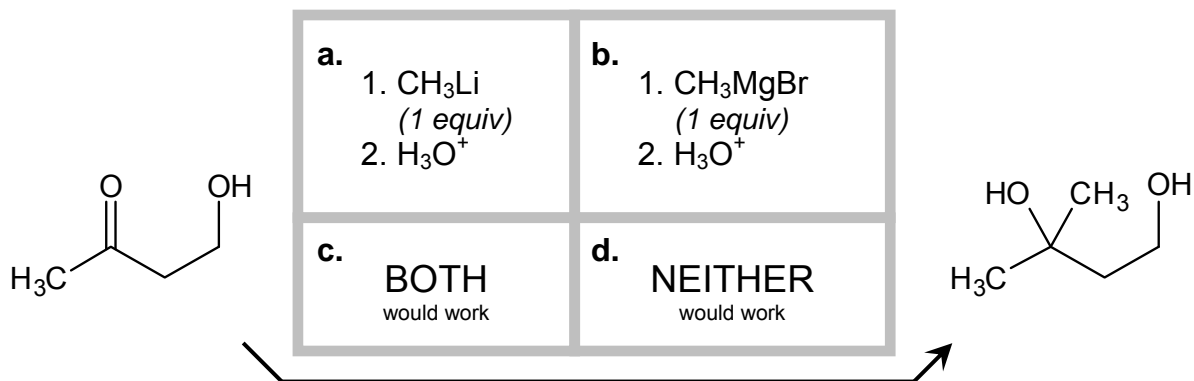 a.
1. CH₃Li
(1 equiv)
2. H₃O⁺
b.
1. CH₃MgBr
(1 equiv)
2. H₃O⁺
O
OH
H₃C
HO
CH₃
OH
H₃C
c.
BOTH
would work
d.
NEITHER
would work